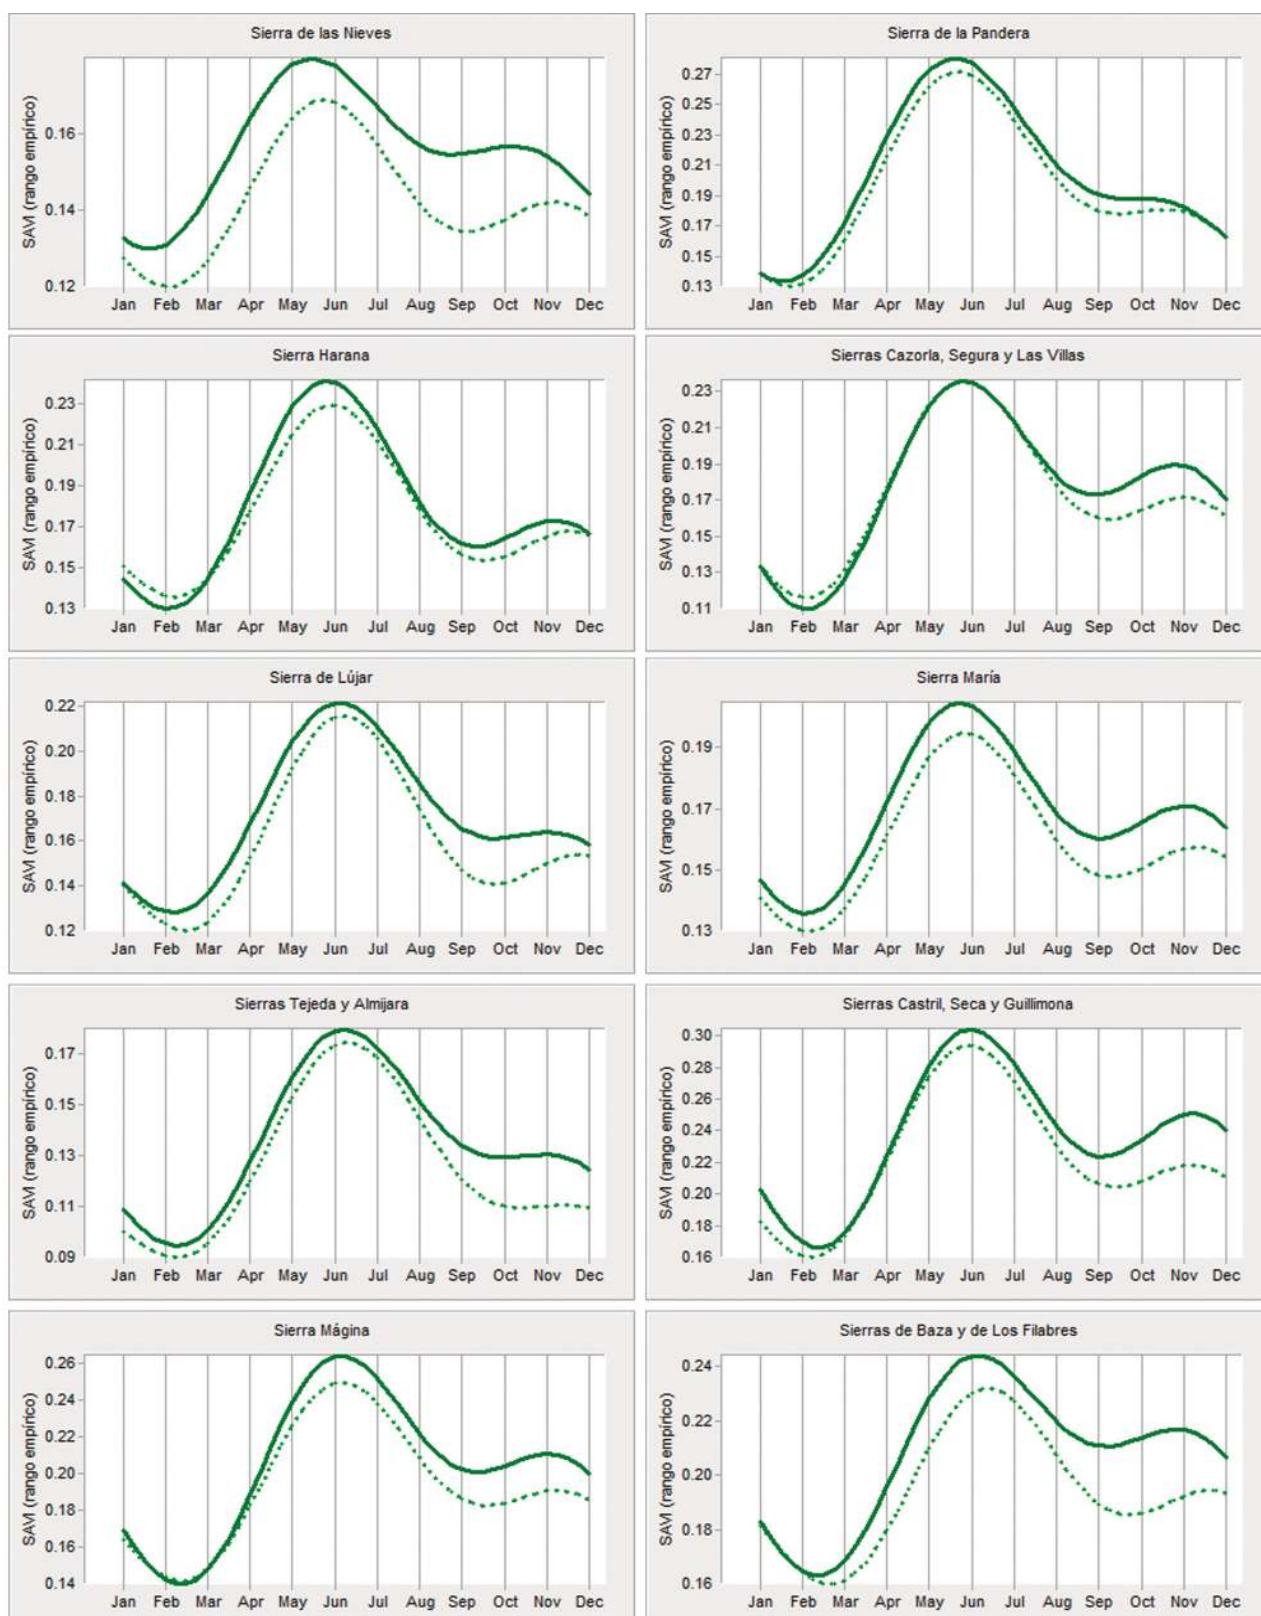 Sierra de las Nieves
SAVI (rango empírico)
0.16
0.14
0.12
Jan Feb Mar Apr May Jun Jul Aug Sep Oct Nov Dec
Sierra de la Pandera
SAVI (rango empírico)
0.27
0.25
0.23
0.21
0.19
0.17
0.15
0.13
Jan Feb Mar Apr May Jun Jul Aug Sep Oct Nov Dec
Sierra Harana
SAVI (rango empírico)
0.23
0.21
0.19
0.17
0.15
0.13
Jan Feb Mar Apr May Jun Jul Aug Sep Oct Nov Dec
Sierras Cazorla, Segura y Las Villas
SAVI (rango empírico)
0.23
0.21
0.19
0.17
0.15
0.13
0.11
Jan Feb Mar Apr May Jun Jul Aug Sep Oct Nov Dec
Sierra de Lújar
SAVI (rango empírico)
0.22
0.20
0.18
0.16
0.14
0.12
Jan Feb Mar Apr May Jun Jul Aug Sep Oct Nov Dec
Sierra María
SAVI (rango empírico)
0.19
0.17
0.15
0.13
Jan Feb Mar Apr May Jun Jul Aug Sep Oct Nov Dec
Sierras Tejeda y Almijara
SAVI (rango empírico)
0.17
0.15
0.13
0.11
0.09
Jan Feb Mar Apr May Jun Jul Aug Sep Oct Nov Dec
Sierras Castril, Seca y Guillimona
SAVI (rango empírico)
0.30
0.28
0.26
0.24
0.22
0.20
0.18
0.16
Jan Feb Mar Apr May Jun Jul Aug Sep Oct Nov Dec
Sierra Mágina
SAVI (rango empírico)
0.26
0.24
0.22
0.20
0.18
0.16
0.14
Jan Feb Mar Apr May Jun Jul Aug Sep Oct Nov Dec
Sierras de Baza y de Los Filabres
SAVI (rango empírico)
0.24
0.22
0.20
0.18
0.16
Jan Feb Mar Apr May Jun Jul Aug Sep Oct Nov Dec